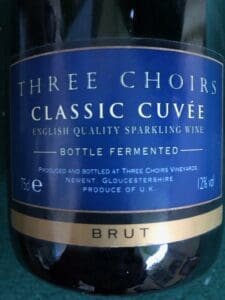 THREE CHOIRS
CLASSIC CUVÉE
ENGLISH QUALITY SPARKLING WINE
BOTTLE FERMENTED
PRODUCED AND BOTTLED AT THREE CHOIRS VINEYARDS,
NEWENT GLOUCESTERSHIRE
75cl e PRODUCE OF U.K. 12% vol
BRUT